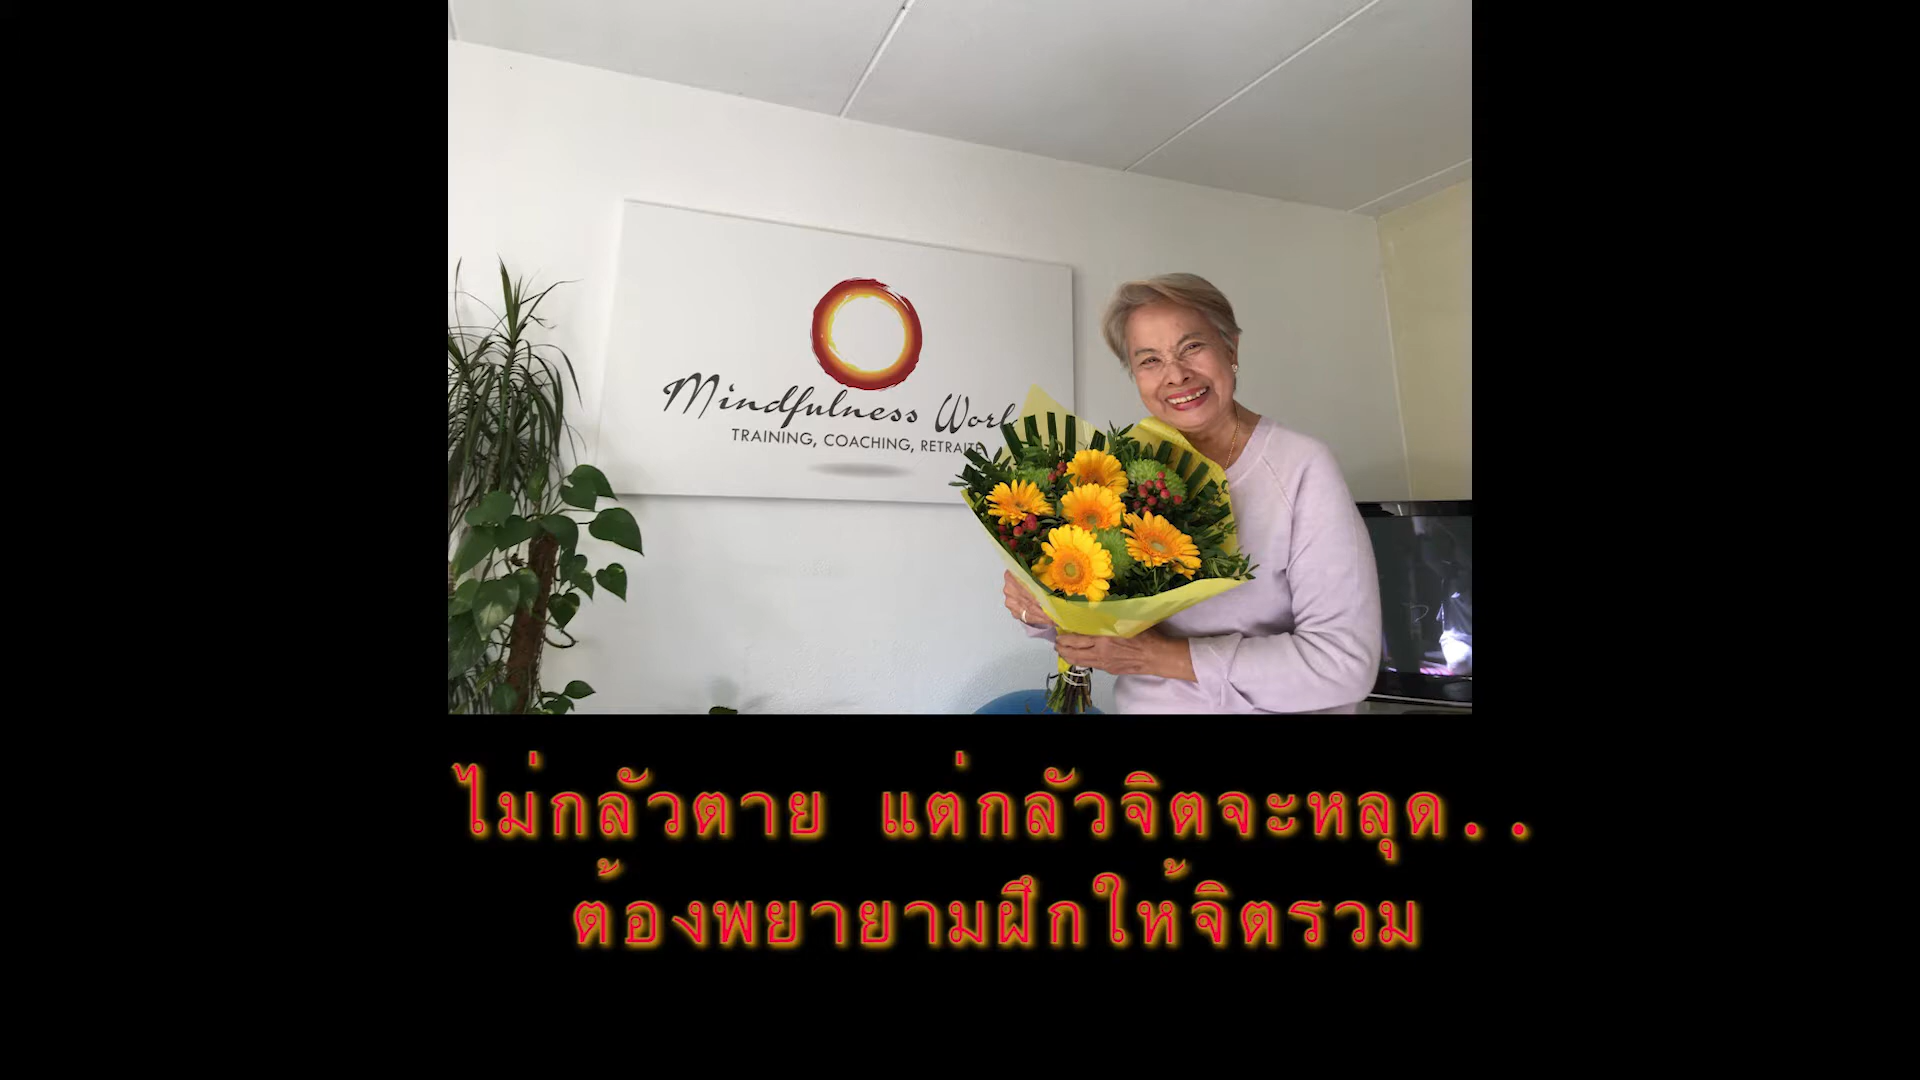 Mindfulness Work
TRAINING, COACHING, RETRAITE
ไม่กลัวตาย แต่กลัวจิตจะหลุด..
ต้องพยายามฝึกให้จิตรวม